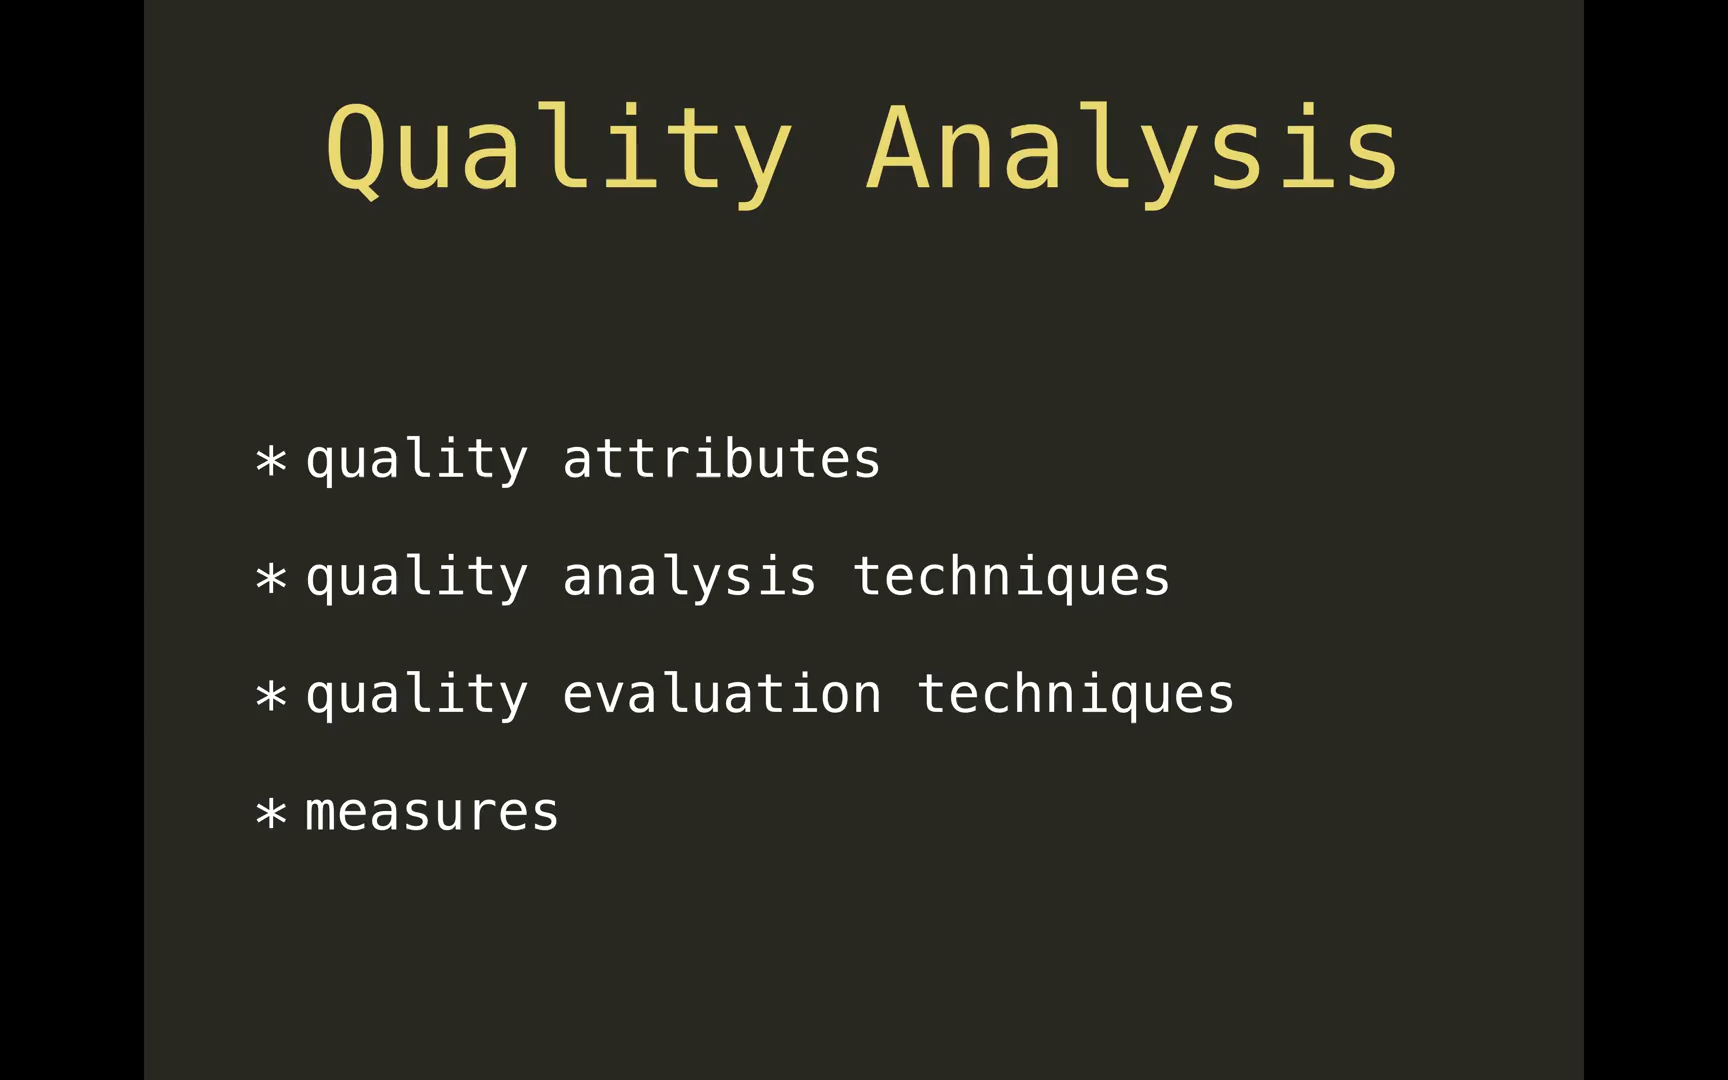 Quality Analysis
* quality attributes
* quality analysis techniques
* quality evaluation techniques
* measures